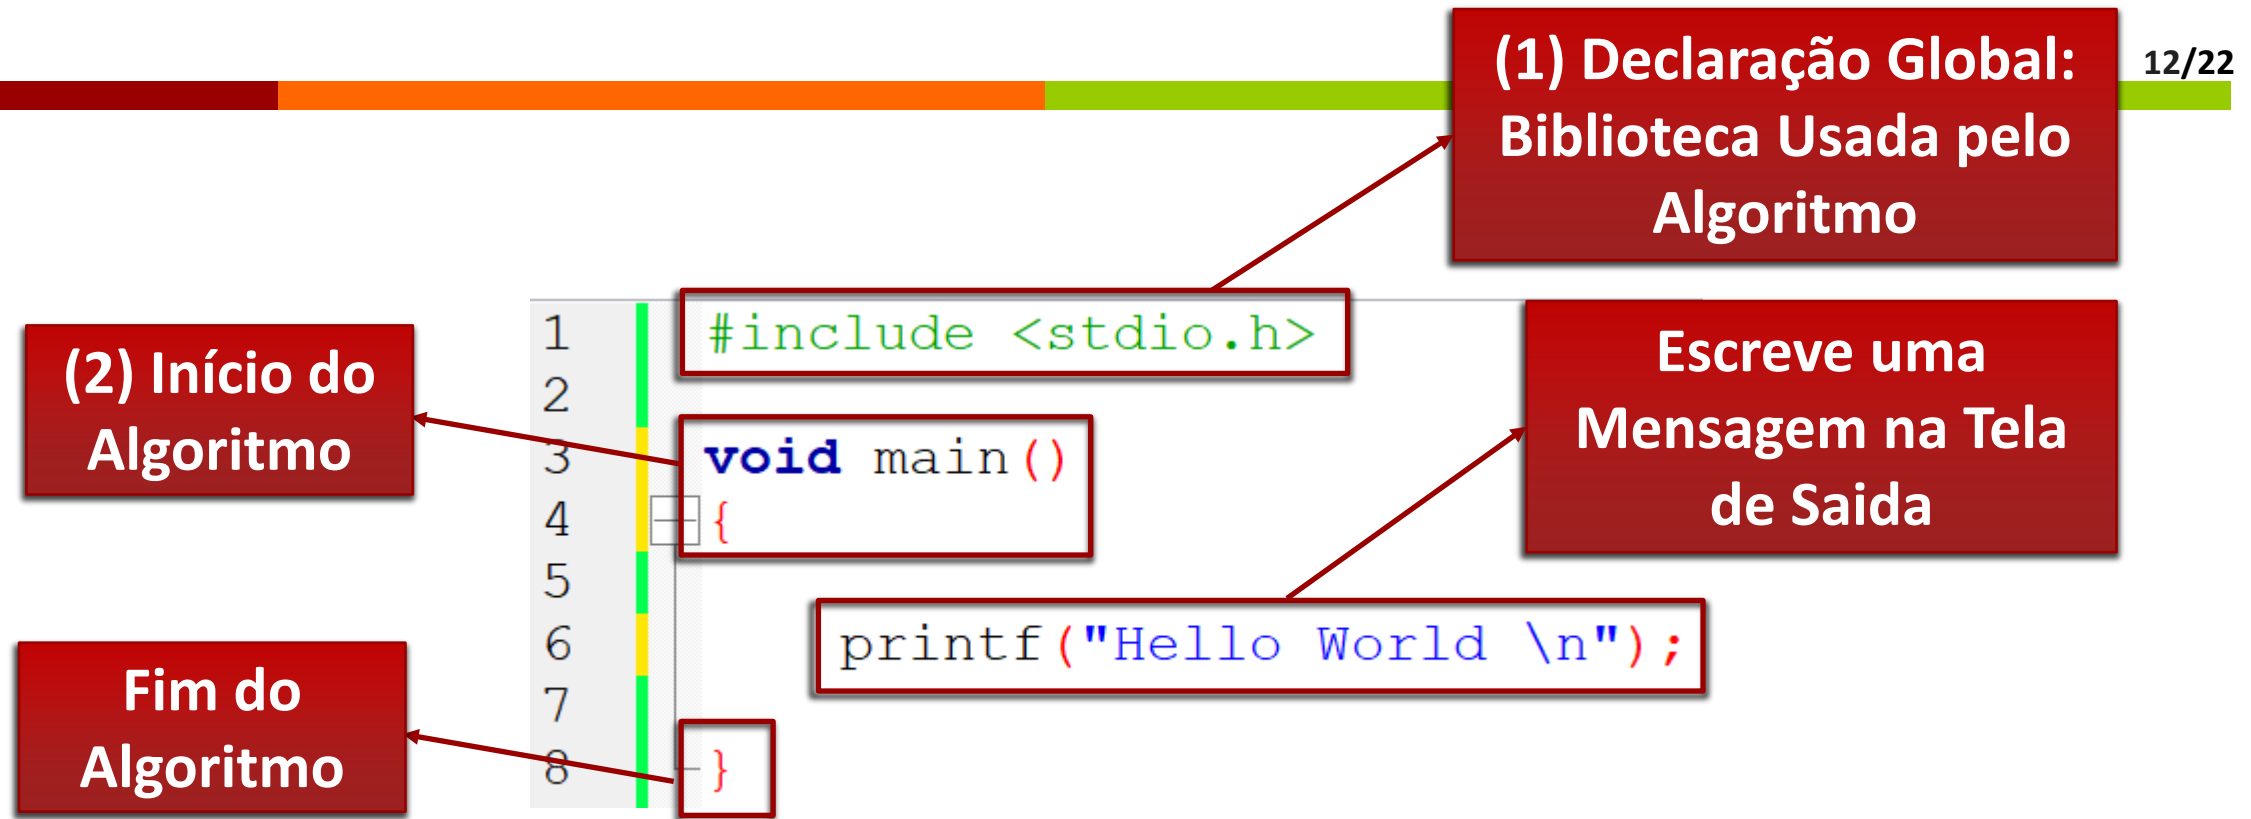 12/22
(1) Declaração Global:
Biblioteca Usada pelo
Algoritmo
(2) Início do
Algoritmo
Escreve uma
Mensagem na Tela
de Saida
Fim do
Algoritmo
1 #include <stdio.h>
2
3 void main()
4 {
5
6 printf("Hello World \n");
7
8 }